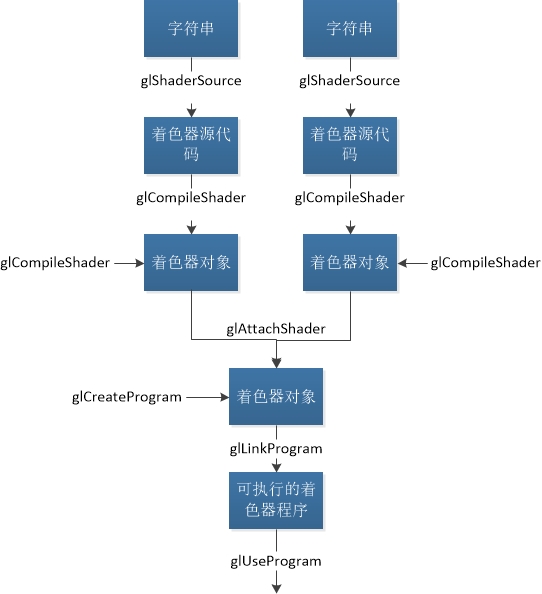 字符串
字符串
glShaderSource
glShaderSource
着色器源代
码
着色器源代
码
glCompileShader
glCompileShader
glCompileShader
着色器对象
着色器对象
glCompileShader
glAttachShader
glCreateProgram
着色器对象
glLinkProgram
可执行的着
色器程序
glUseProgram